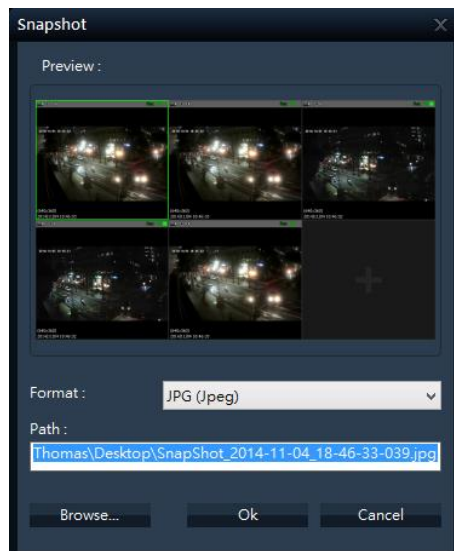 Snapshot
Preview :
Format :
JPG (Jpeg)
Path :
Thomas\Desktop\SnapShot_2014-11-04_18-46-33-039.jpg
Browse...
Ok
Cancel